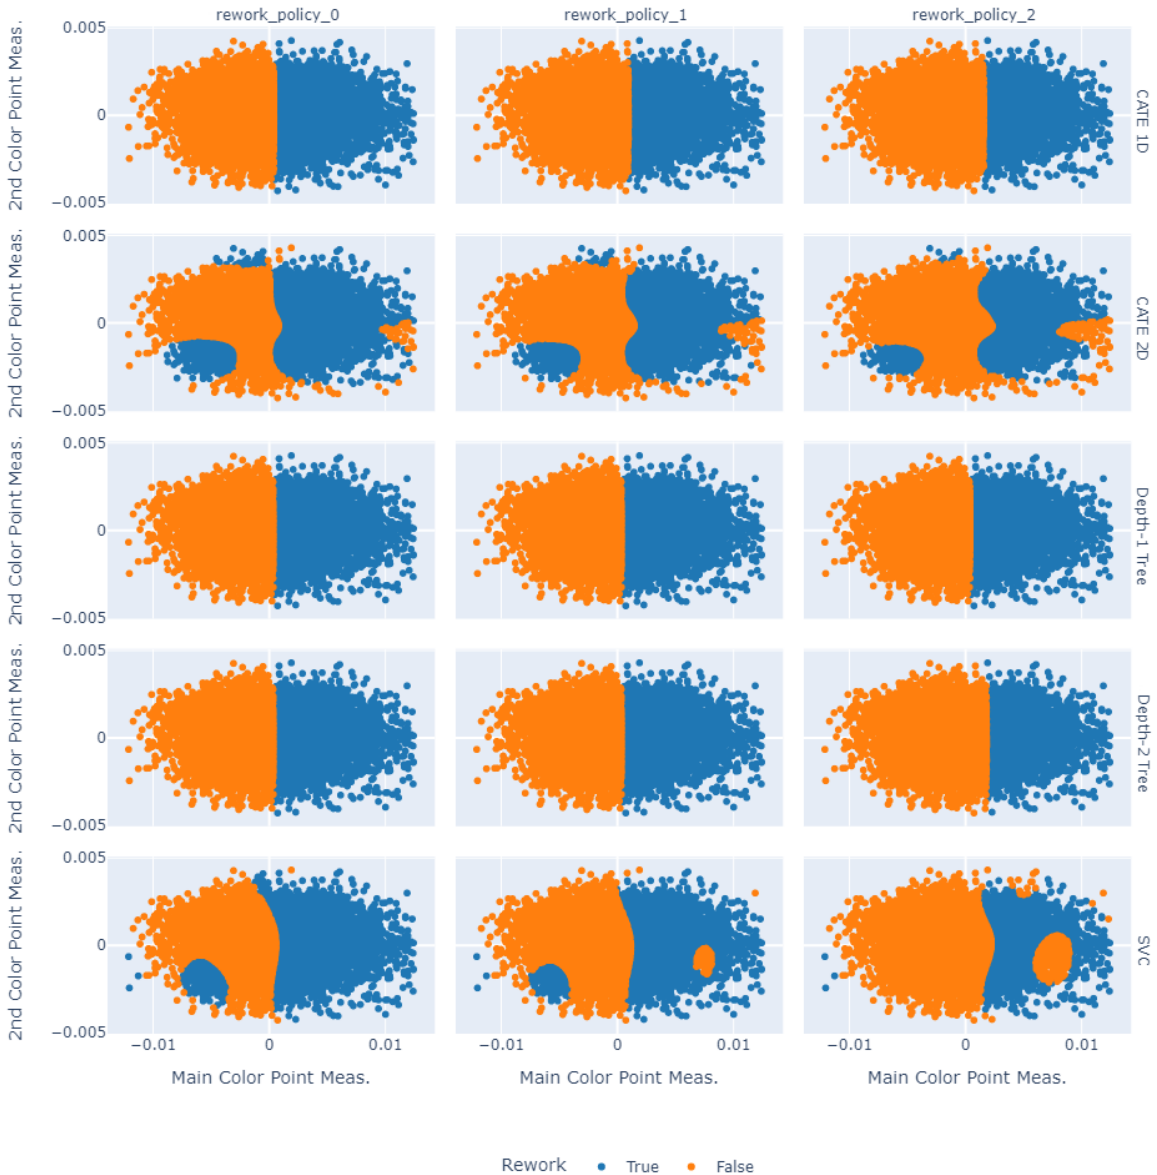 rework_policy_0 rework_policy_1 rework_policy_2
2nd Color Point Meas.
0.005
0
−0.005
CATE 1D
2nd Color Point Meas.
0.005
0
−0.005
CATE 2D
2nd Color Point Meas.
0.005
0
−0.005
Depth-1 Tree
2nd Color Point Meas.
0.005
0
−0.005
Depth-2 Tree
2nd Color Point Meas.
0.005
0
−0.005
SVC
−0.01 0 0.01 −0.01 0 0.01 −0.01 0 0.01
Main Color Point Meas. Main Color Point Meas. Main Color Point Meas.
Rework True False